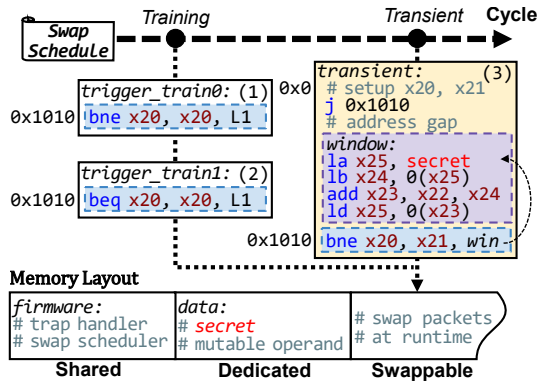 Swap Schedule
Training
Transient
Cycle
trigger_train0: (1)
0x1010
bne x20, x20, L1
trigger_train1: (2)
0x1010
beq x20, x20, L1
transient: (3)
0x0
# setup x20, x21
j 0x1010
# address gap
window:
la x25, secret
lb x24, 0(x25)
add x23, x22, x24
ld x25, 0(x23)
0x1010
bne x20, x21, win
Memory Layout
firmware:
# trap handler
# swap scheduler
Shared
data:
# secret
# mutable operand
Dedicated
# swap packets
# at runtime
Swappable